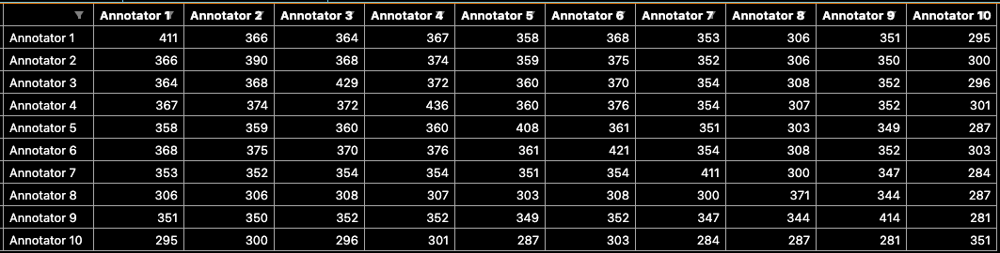 Annotator 1 Annotator 2 Annotator 3 Annotator 4 Annotator 5 Annotator 6 Annotator 7 Annotator 8 Annotator 9 Annotator 10
Annotator 1 411 366 364 367 358 368 353 306 351 295
Annotator 2 366 390 368 374 359 375 352 306 350 300
Annotator 3 364 368 429 372 360 370 354 308 352 296
Annotator 4 367 374 372 436 360 376 354 307 352 301
Annotator 5 358 359 360 360 408 361 351 303 349 287
Annotator 6 368 375 370 376 361 421 354 308 352 303
Annotator 7 353 352 354 354 351 354 411 300 347 284
Annotator 8 306 306 308 307 303 308 300 371 344 287
Annotator 9 351 350 352 352 349 352 347 344 414 281
Annotator 10 295 300 296 301 287 303 284 287 281 351